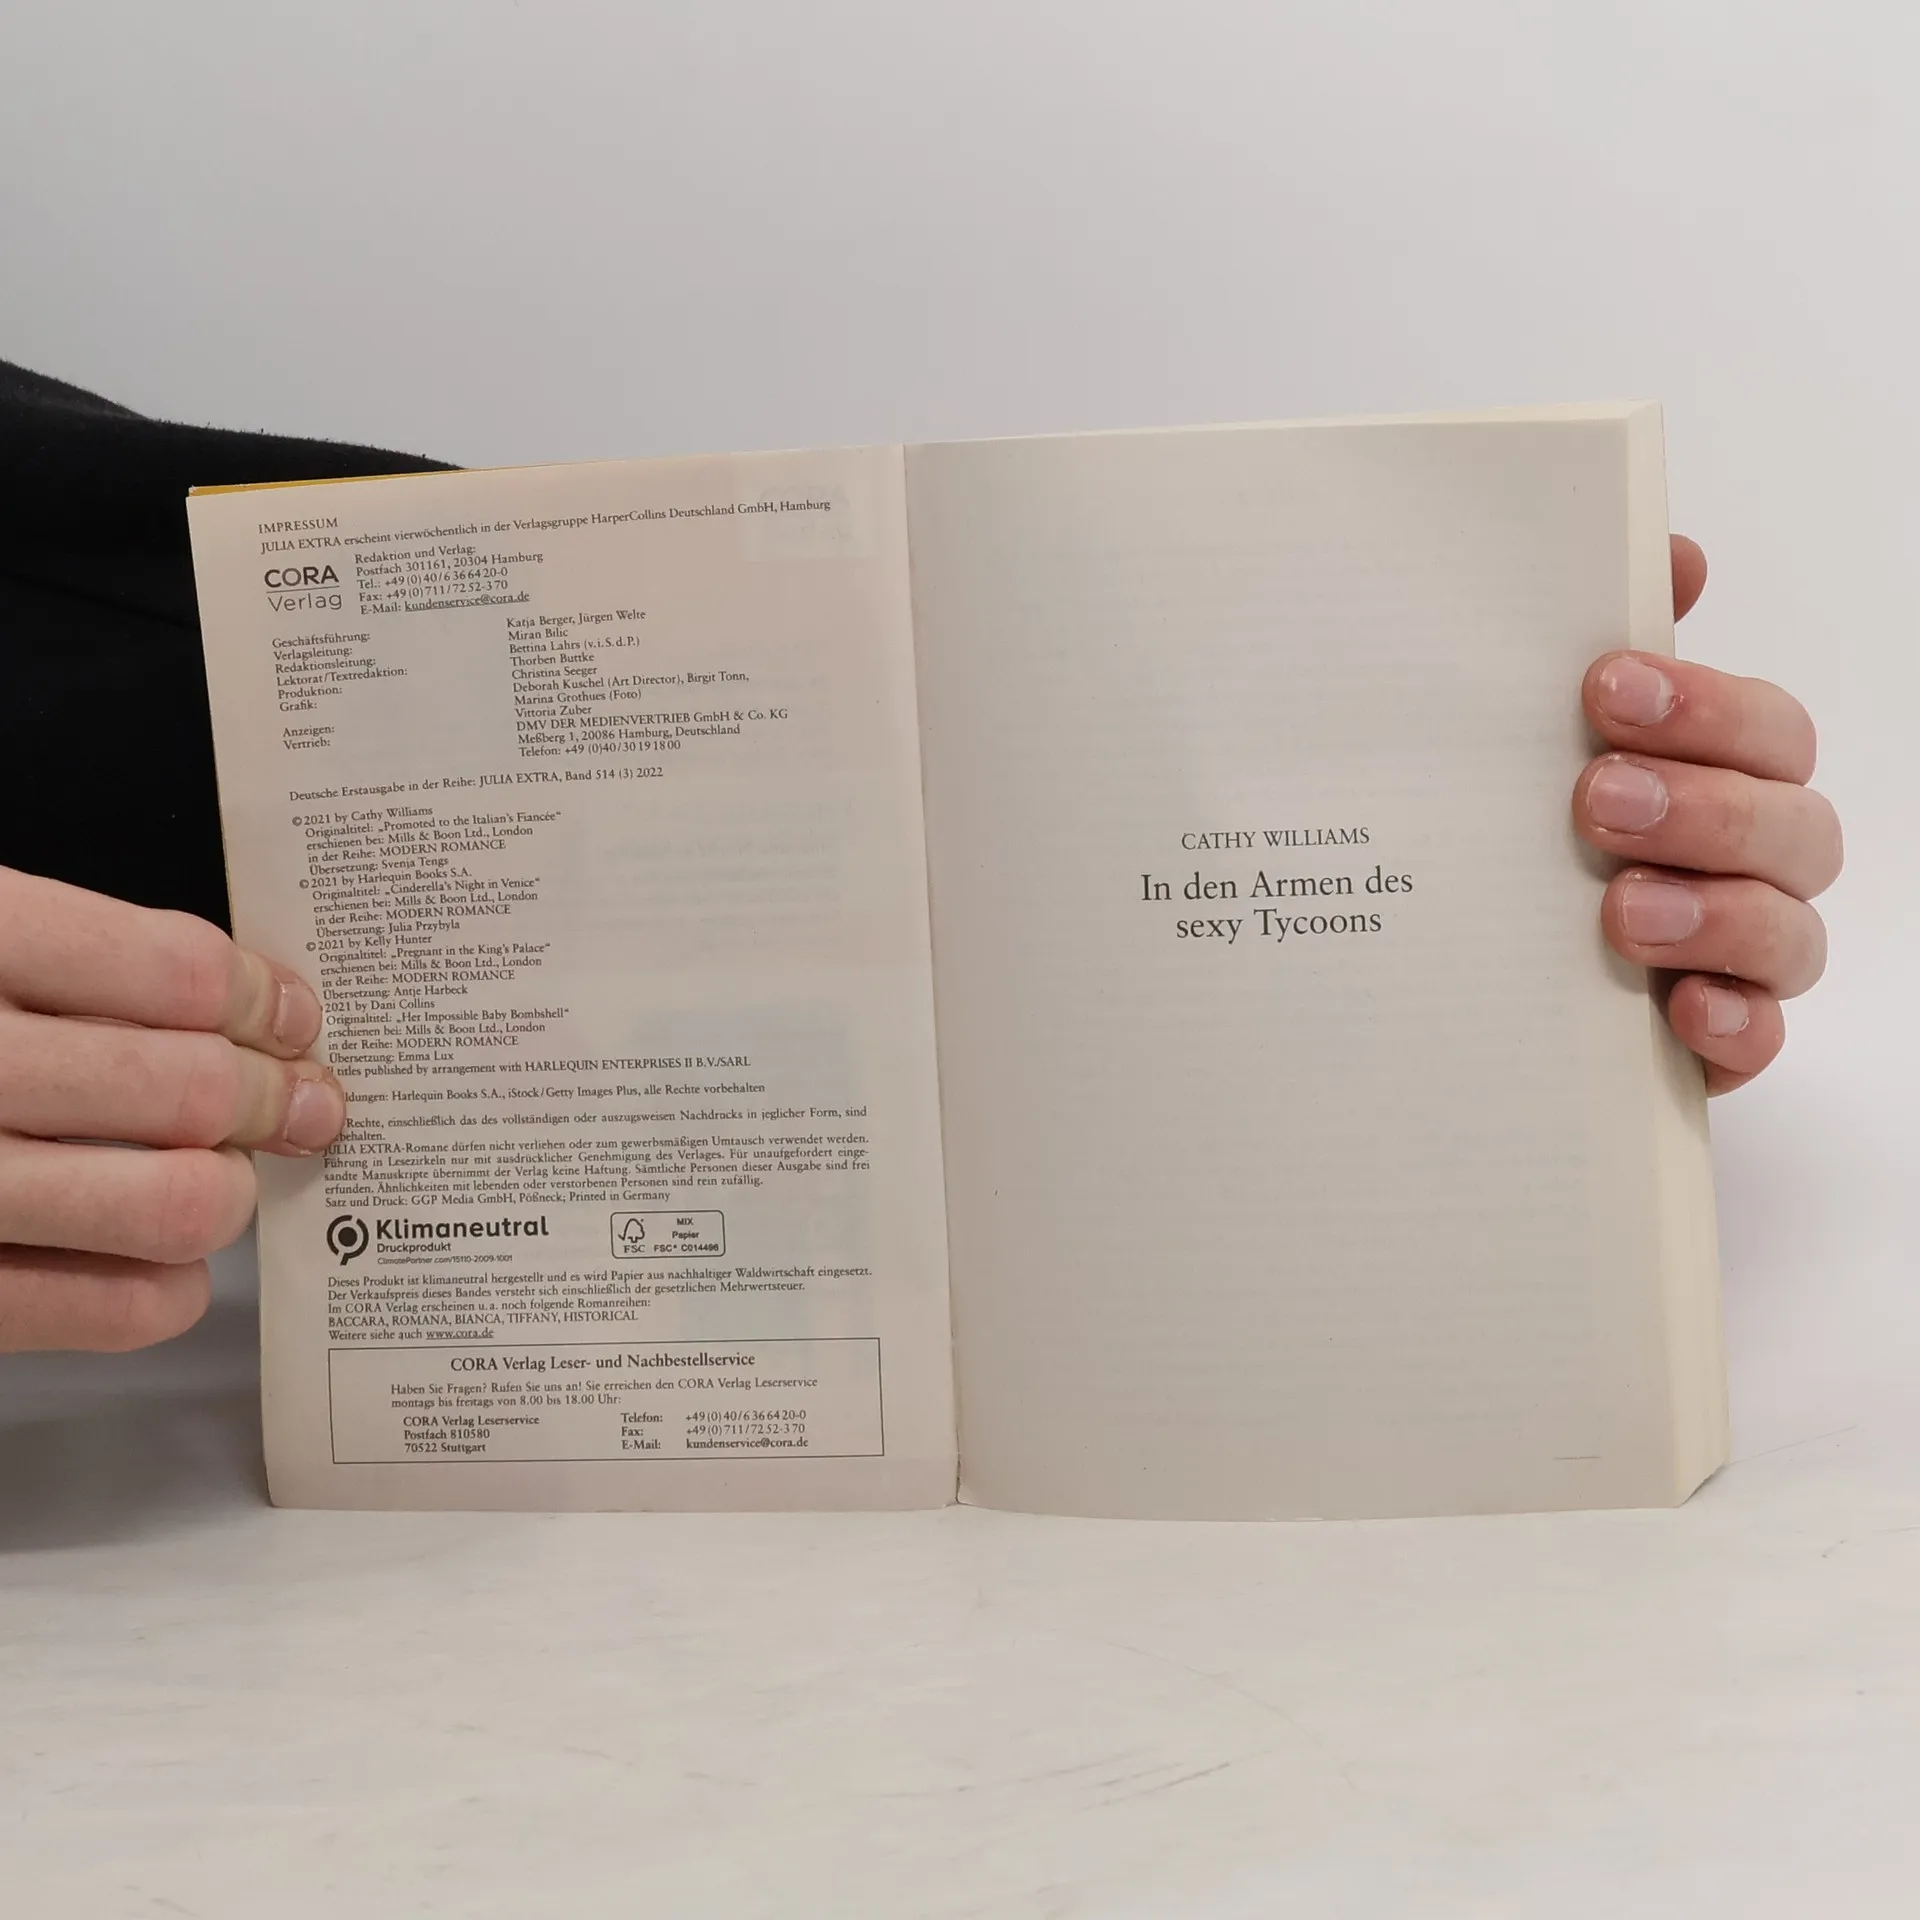 IMPRESSUM
JULIA EXTRA erscheint vierwöchentlich in der Verlagsgruppe HarperCollins Deutschland GmbH, Hamburg
CORA
Verlag
Redaktion und Verlag:
Postfach 301161, 20304 Hamburg
Tel.: +49(0)40/6366420-0
Fax: +49(0)711/7252-370
E-Mail: kundenservice@cora.de
Geschäftsführung: Katja Berger, Jürgen Welte
Verlagsleitung: Miran Bilic
Redaktionsleitung: Bettina Lahrs (v.i.S.d.P.)
Lektorat/Textredaktion: Thorben Buttke
Produktion: Christina Seeger
Grafik: Deborah Kuschel (Art Director), Birgit Tonn,
Marina Grothues (Foto)
Anzeigen: Vittoria Zuber
Vertrieb: DMV DER MEDIENVERTRIEB GmbH & Co. KG
Meßberg 1, 20086 Hamburg, Deutschland
Telefon: +49 (0)40/30191800
Deutsche Erstausgabe in der Reihe: JULIA EXTRA, Band 514 (3) 2022
© 2021 by Cathy Williams
Originaltitel: „Promoted to the Italian's Fiancée“
erschienen bei: Mills & Boon Ltd., London
in der Reihe: MODERN ROMANCE
Übersetzung: Svenja Tengs
© 2021 by Harlequin Books S.A.
Originaltitel: „Cinderella's Night in Venice“
erschienen bei: Mills & Boon Ltd., London
in der Reihe: MODERN ROMANCE
Übersetzung: Julia Przybyla
© 2021 by Kelly Hunter
Originaltitel: „Pregnant in the King's Palace“
erschienen bei: Mills & Boon Ltd., London
in der Reihe: MODERN ROMANCE
Übersetzung: Antje Harbeck
2021 by Dani Collins
Originaltitel: „Her Impossible Baby Bombshell“
erschienen bei: Mills & Boon Ltd., London
in der Reihe: MODERN ROMANCE
Übersetzung: Emma Lux
titles published by arrangement with HARLEQUIN ENTERPRISES II B.V./SARL
ldungen: Harlequin Books S.A., iStock/Getty Images Plus, alle Rechte vorbehalten
Rechte, einschließlich das des vollständigen oder auszugsweisen Nachdrucks in jeglicher Form, sind
behalten.
JULIA EXTRA-Romane dürfen nicht verliehen oder zum gewerbsmäßigen Umtausch verwendet werden.
Führung in Lesezirkeln nur mit ausdrücklicher Genehmigung des Verlages. Für unaufgefordert einge-
sandte Manuskripte übernimmt der Verlag keine Haftung. Sämtliche Personen dieser Ausgabe sind frei
erfunden. Ähnlichkeiten mit lebenden oder verstorbenen Personen sind rein zufällig.
Satz und Druck: GGP Media GmbH, Pößneck; Printed in Germany
Klimaneutral
Druckprodukt
ClimatePartner.com/15110-2009-1001
MIX
Papier
FSC FSC® C014496
Dieses Produkt ist klimaneutral hergestellt und es wird Papier aus nachhaltiger Waldwirtschaft eingesetzt.
Der Verkaufspreis dieses Bandes versteht sich einschließlich der gesetzlichen Mehrwertsteuer.
Im CORA Verlag erscheinen u. a. noch folgende Romanreihen:
BACCARA, ROMANA, BIANCA, TIFFANY, HISTORICAL
Weitere siehe auch www.cora.de
CORA Verlag Leser- und Nachbestellservice
Haben Sie Fragen? Rufen Sie uns an! Sie erreichen den CORA Verlag Leserservice
montags bis freitags von 8.00 bis 18.00 Uhr:
CORA Verlag Leserservice Telefon: +49(0)40/6366420-0
Postfach 810580 Fax: +49(0)711/7252-370
70522 Stuttgart E-Mail: kundenservice@cora.de
CATHY WILLIAMS
In den Armen des
sexy Tycoons